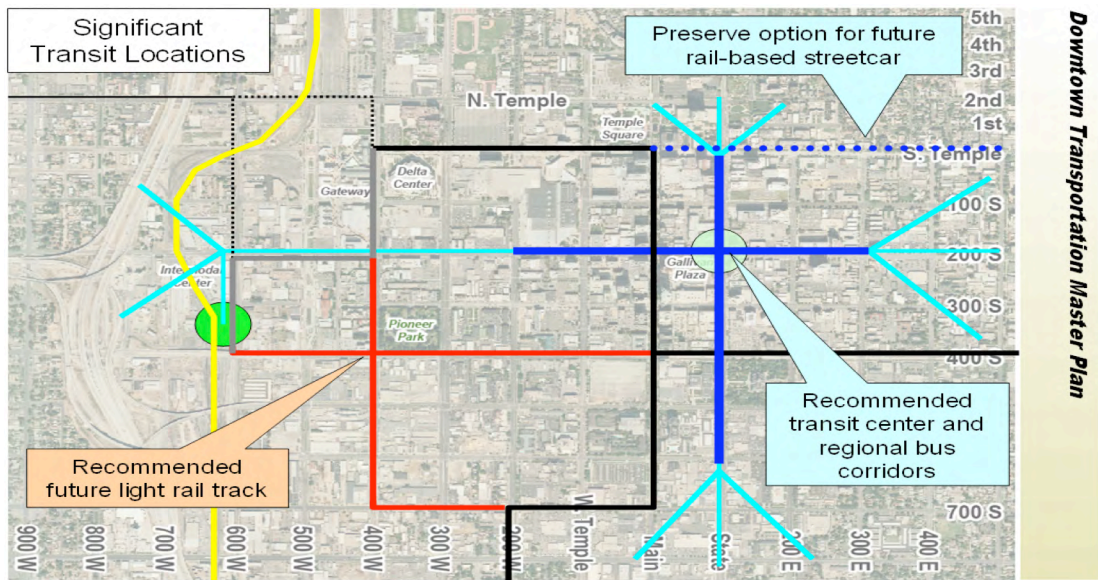 Significant
Transit Locations
Preserve option for future
rail-based streetcar
5th
4th
3rd
2nd
1st
N. Temple
Temple
Square
S. Temple
Delta
Center
Gateway
100 S
200 S
Intermodal
Center
Plaza
300 S
Pioneer
Park
400 S
Recommended
transit center and
regional bus
corridors
Recommended
future light rail track
700 S
900 W
800 W
700 W
600 W
500 W
400 W
300 W
200 W
W. Temple
Main
State
200 E
300 E
400 E
Downtown Transportation Master Plan